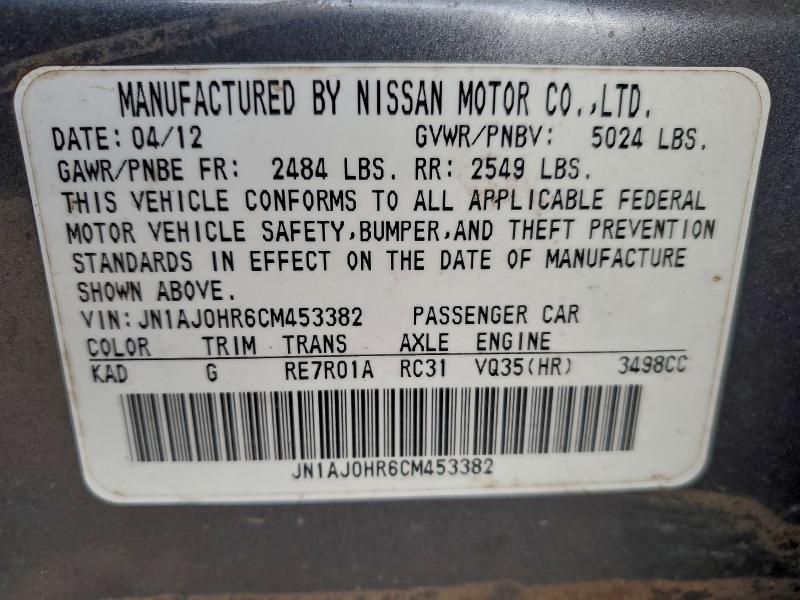 MANUFACTURED BY NISSAN MOTOR CO.,LTD.
DATE: 04/12 GVWR/PNBV: 5024 LBS.
GAWR/PNBE FR: 2484 LBS. RR: 2549 LBS.
THIS VEHICLE CONFORMS TO ALL APPLICABLE FEDERAL
MOTOR VEHICLE SAFETY,BUMPER,AND THEFT PREVENTION
STANDARDS IN EFFECT ON THE DATE OF MANUFACTURE
SHOWN ABOVE.
VIN:JN1AJ0HR6CM453382 PASSENGER CAR
COLOR TRIM TRANS AXLE ENGINE
KAD G RE7R01A RC31 VQ35(HR) 3498CC
JN1AJ0HR6CM453382